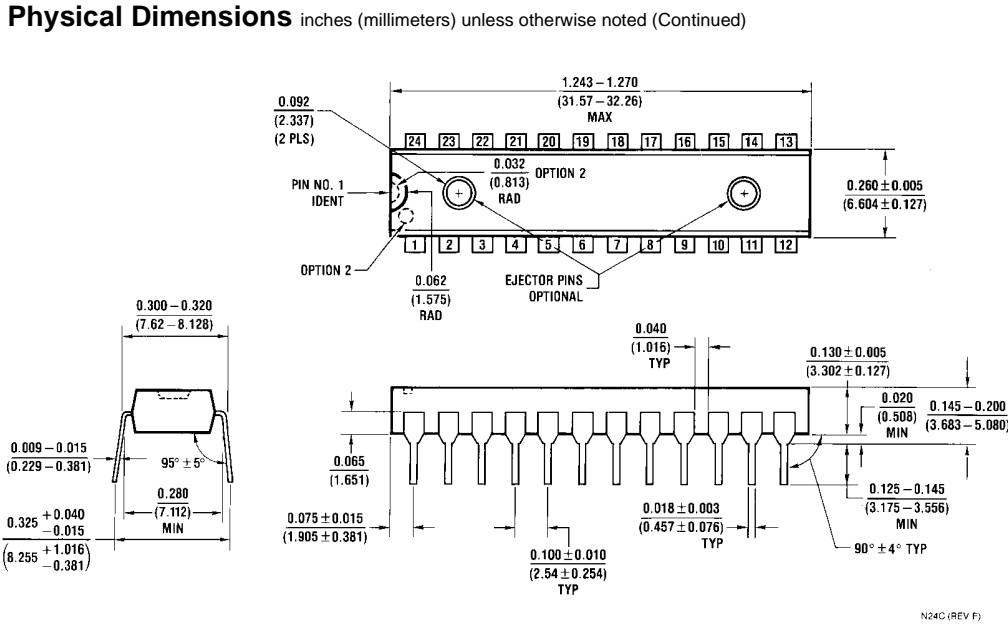 Physical Dimensions inches (millimeters) unless otherwise noted (Continued)
1.243 – 1.270
(31.57 – 32.26)
MAX
0.092
(2.337)
(2 PLS)
24 23 22 21 20 19 18 17 16 15 14 13
0.032
(0.813)
RAD
OPTION 2
PIN NO. 1
IDENT
0.260 ± 0.005
(6.604 ± 0.127)
1 2 3 4 5 6 7 8 9 10 11 12
OPTION 2
0.062
(1.575)
RAD
EJECTOR PINS
OPTIONAL
0.300 – 0.320
(7.62 – 8.128)
0.040
(1.016)
TYP
0.130 ± 0.005
(3.302 ± 0.127)
0.020
(0.508)
MIN
0.145 – 0.200
(3.683 – 5.080)
0.009 – 0.015
(0.229 – 0.381)
95° ± 5°
0.280
(7.112)
MIN
0.065
(1.651)
0.325 +0.040 −0.015
(8.255 +1.016 −0.381)
0.075 ± 0.015
(1.905 ± 0.381)
0.100 ± 0.010
(2.54 ± 0.254)
TYP
0.018 ± 0.003
(0.457 ± 0.076)
TYP
0.125 – 0.145
(3.175 – 3.556)
MIN
90° ± 4° TYP
N24C (REV F)